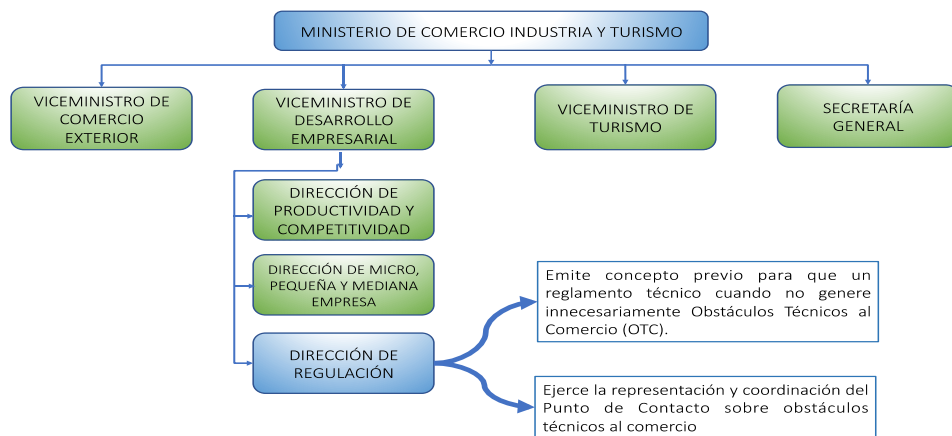 MINISTERIO DE COMERCIO INDUSTRIA Y TURISMO
VICEMINISTRO DE
COMERCIO
EXTERIOR
VICEMINISTRO DE
DESARROLLO
EMPRESARIAL
VICEMINISTRO DE
TURISMO
SECRETARÍA
GENERAL
DIRECCIÓN DE
PRODUCTIVIDAD Y
COMPETITIVIDAD
DIRECCIÓN DE MICRO,
PEQUEÑA Y MEDIANA
EMPRESA
DIRECCIÓN DE
REGULACIÓN
Emite concepto previo para que un
reglamento técnico cuando no genere
innecesariamente Obstáculos Técnicos al
Comercio (OTC).
Ejerce la representación y coordinación del
Punto de Contacto sobre obstáculos
técnicos al comercio